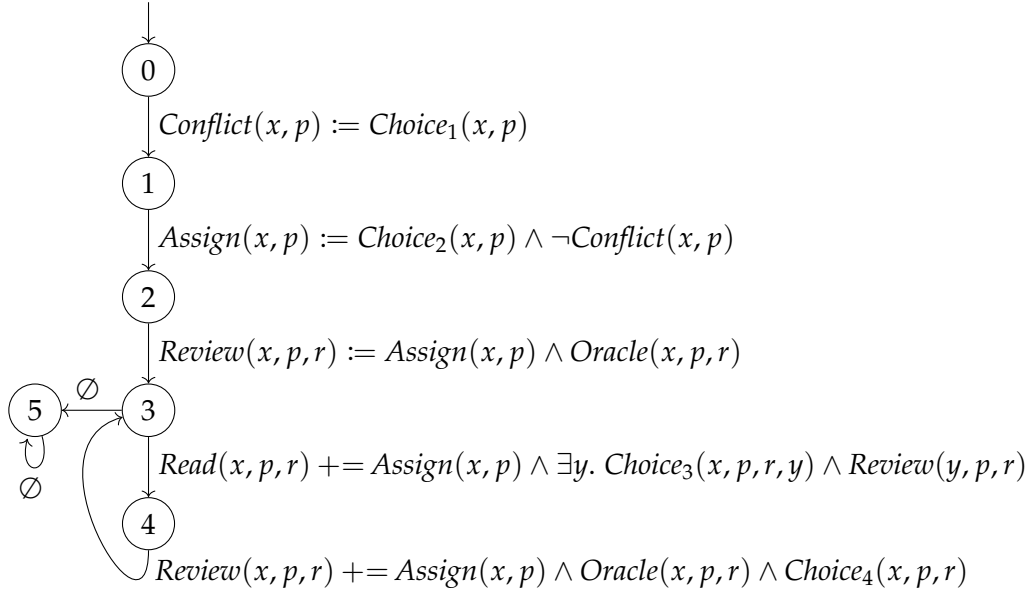 0
Conflict(x, p) := Choice₁(x, p)
1
Assign(x, p) := Choice₂(x, p) ∧ ¬Conflict(x, p)
2
Review(x, p, r) := Assign(x, p) ∧ Oracle(x, p, r)
5 ∅ 3
∅
Read(x, p, r) += Assign(x, p) ∧ ∃y. Choice₃(x, p, r, y) ∧ Review(y, p, r)
4
Review(x, p, r) += Assign(x, p) ∧ Oracle(x, p, r) ∧ Choice₄(x, p, r)